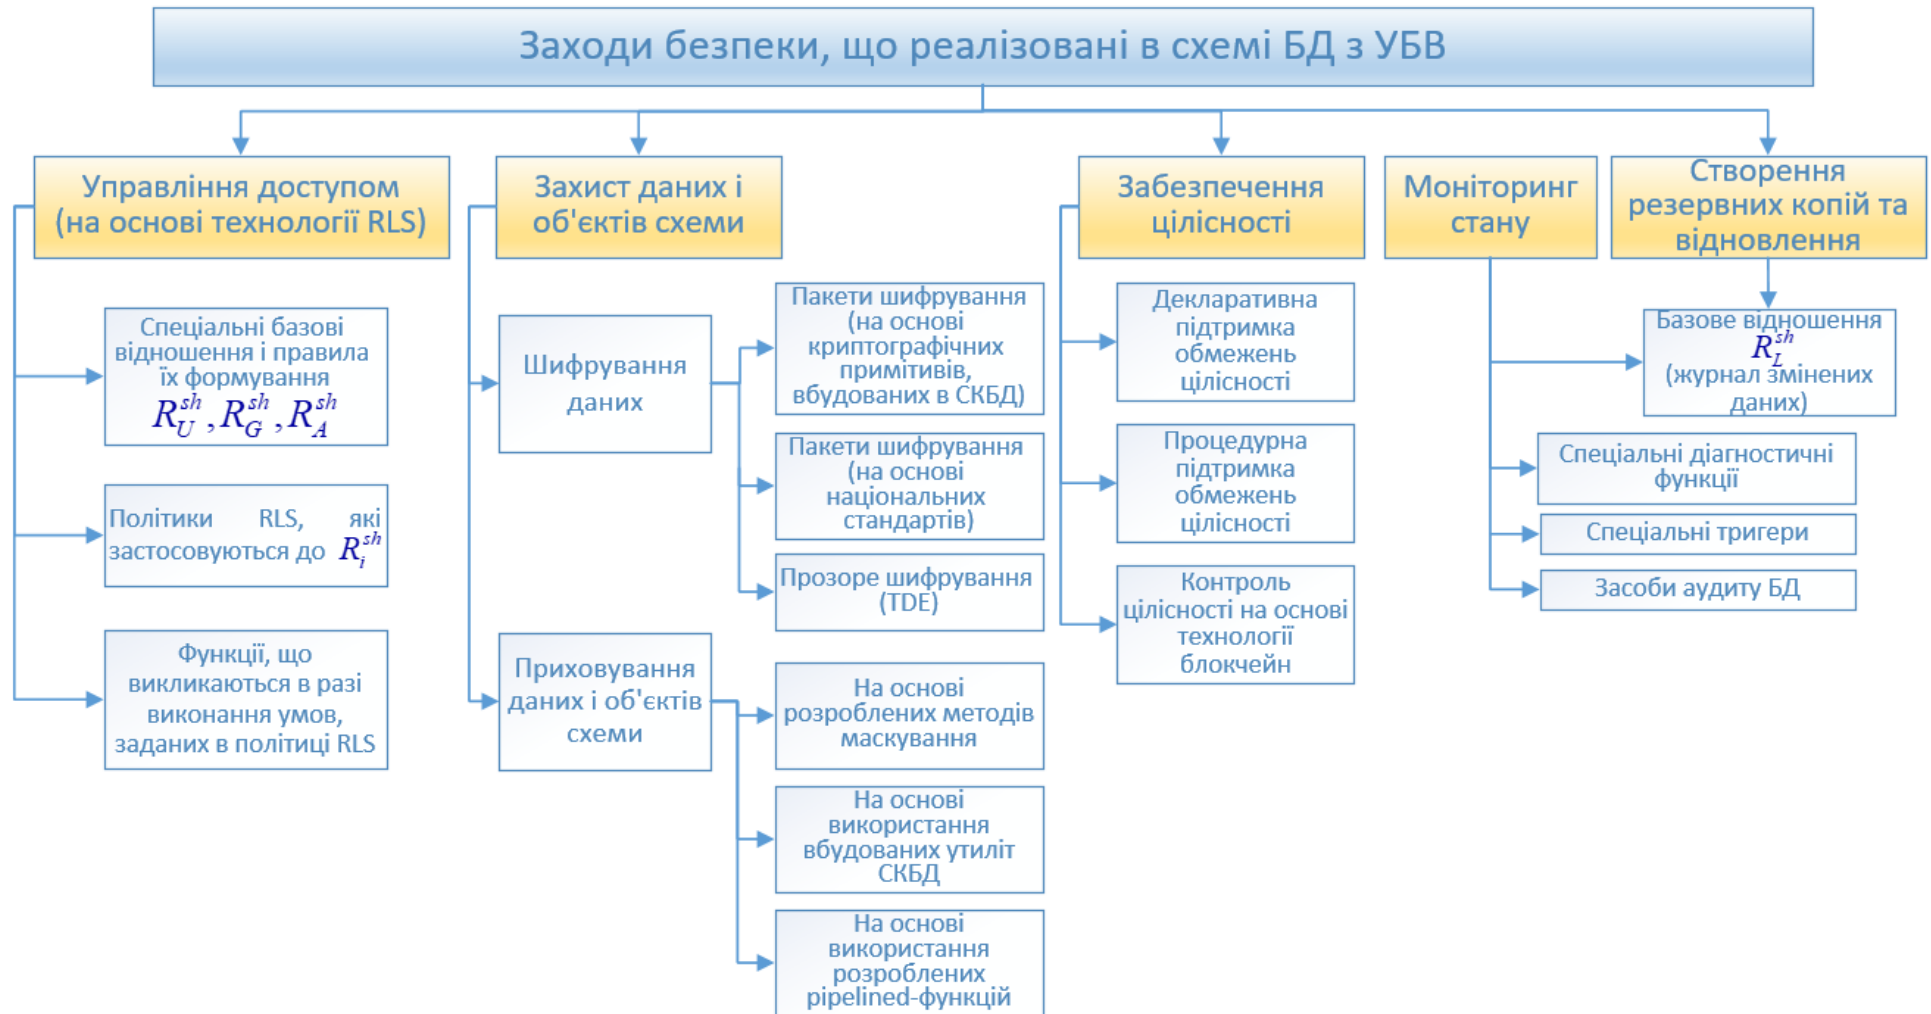 Заходи безпеки, що реалізовані в схемі БД з УБВ
Управління доступом
(на основі технології RLS)
Спеціальні базові
відношення і правила
їх формування
R_U^{sh}, R_G^{sh}, R_A^{sh}
Політики RLS, які
застосовуються до R_i^{sh}
Функції, що
викликаються в разі
виконання умов,
заданих в політиці RLS
Захист даних і
об'єктів схеми
Шифрування
даних
Пакети шифрування
(на основі
криптографічних
примітивів,
вбудованих в СКБД)
Пакети шифрування
(на основі
національних
стандартів)
Прозоре шифрування
(TDE)
Приховування
даних і об'єктів
схеми
На основі
розроблених методів
маскування
На основі
використання
вбудованих утиліт
СКБД
На основі
використання
розроблених
pipelined-функцій
Забезпечення
цілісності
Декларативна
підтримка
обмежень
цілісності
Процедурна
підтримка
обмежень
цілісності
Контроль
цілісності на основі
технології
блокчейн
Моніторинг
стану
Створення
резервних копій та
відновлення
Базове відношення
R_L^{sh}
(журнал змінених
даних)
Спеціальні діагностичні
функції
Спеціальні тригери
Засоби аудиту БД